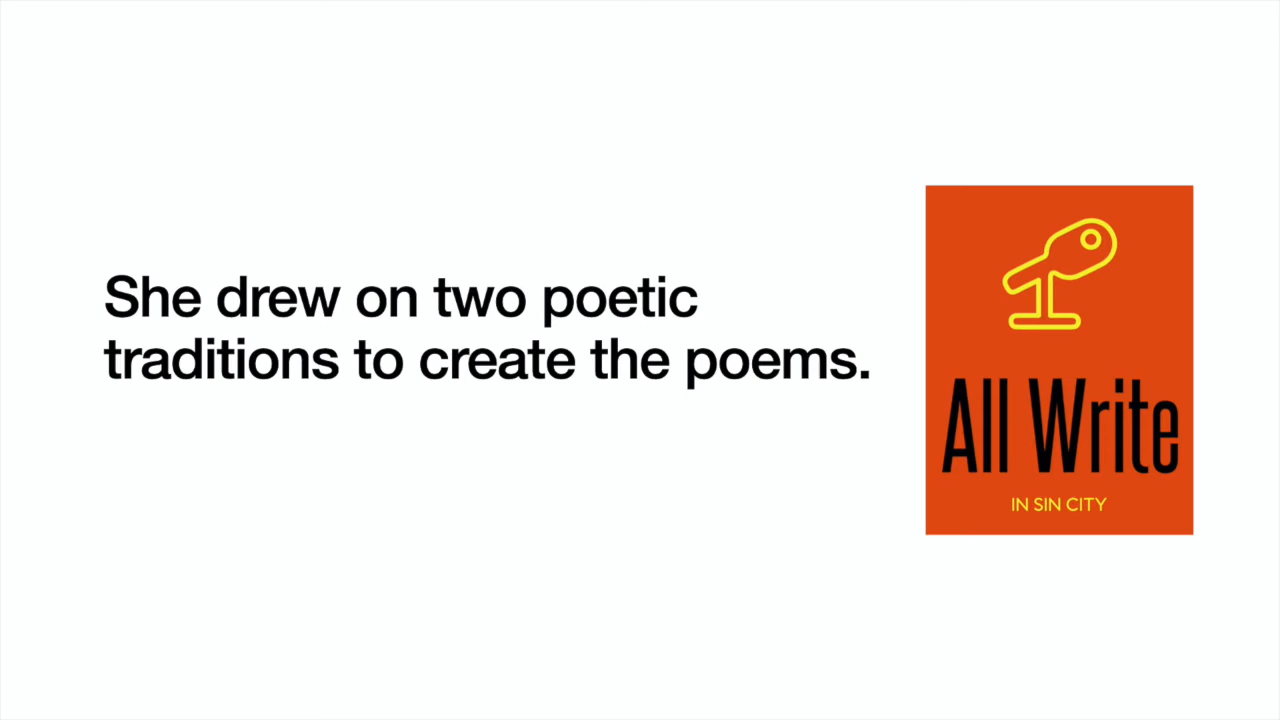 She drew on two poetic
traditions to create the poems.
All Write
IN SIN CITY